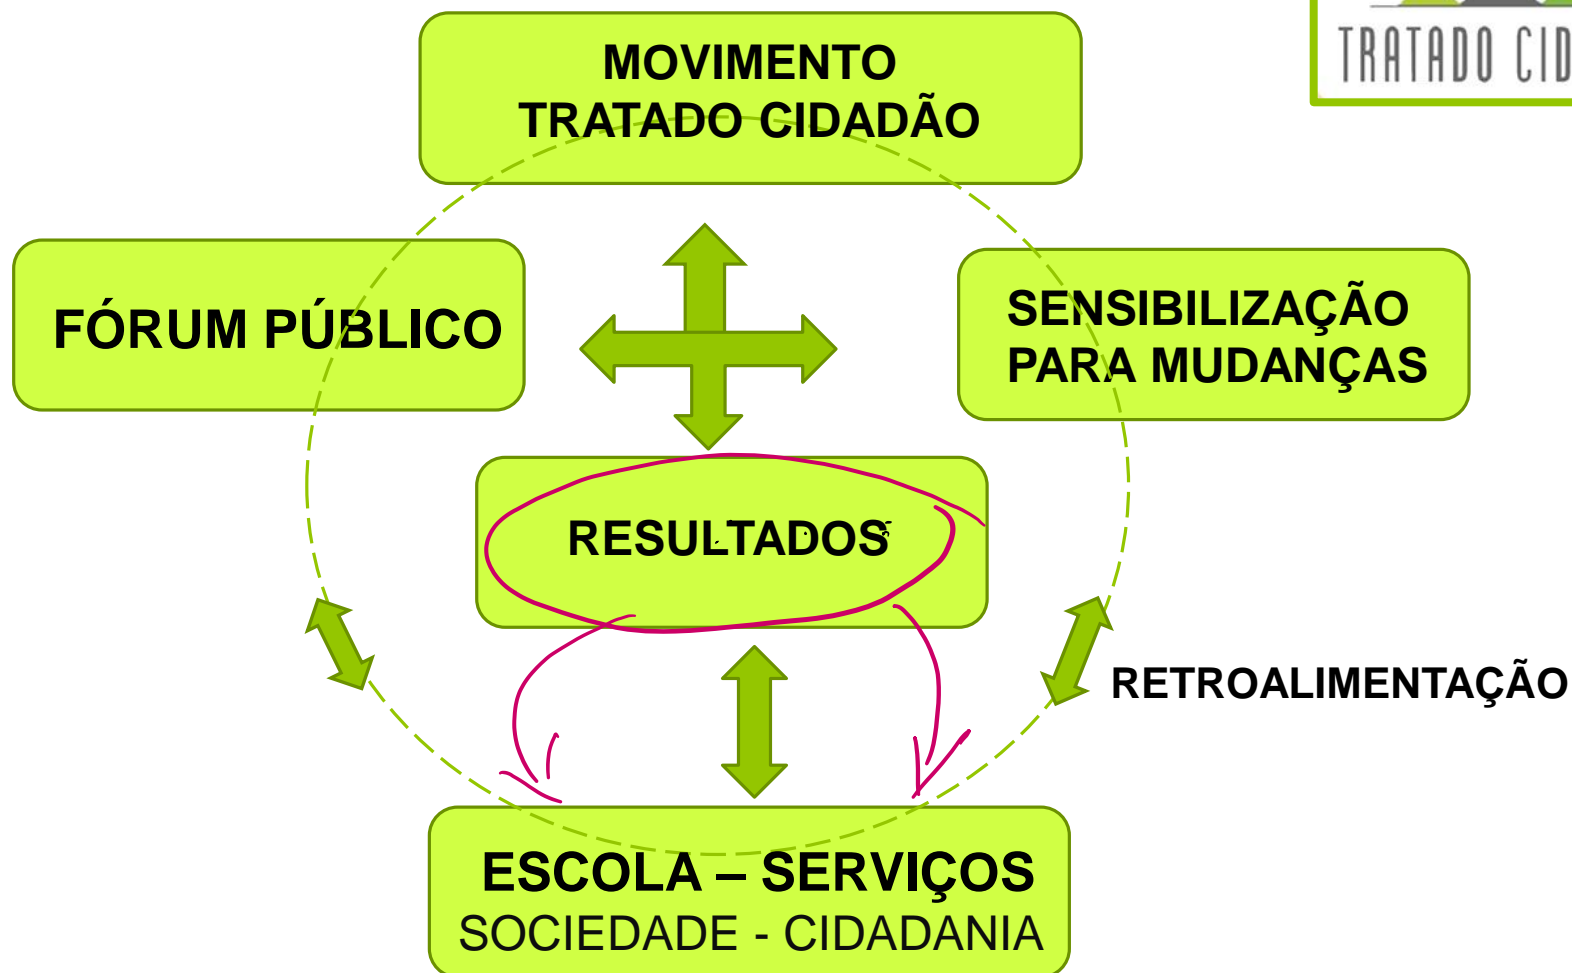 MOVIMENTO
TRATADO CIDADÃO
TRATADO CID
FÓRUM PÚBLICO
SENSIBILIZAÇÃO
PARA MUDANÇAS
RESULTADOS
RETROALIMENTAÇÃO
ESCOLA – SERVIÇOS
SOCIEDADE - CIDADANIA